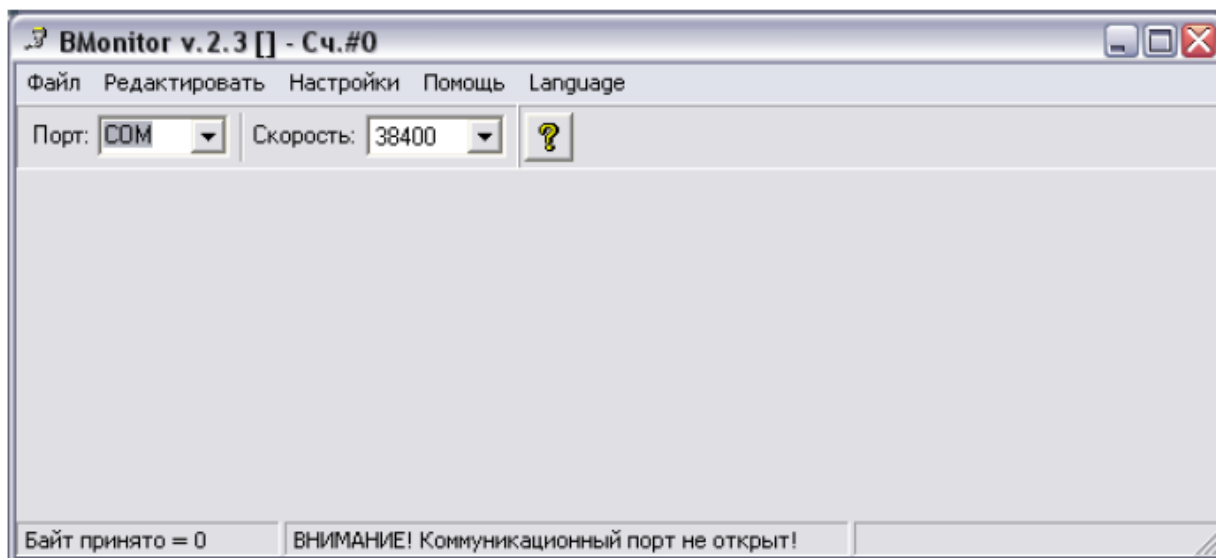 BMonitor v.2.3 [] - Сч.#0
Файл Редактировать Настройки Помощь Language
Порт: COM Скорость: 38400
Байт принято = 0 ВНИМАНИЕ! Коммуникационный порт не открыт!